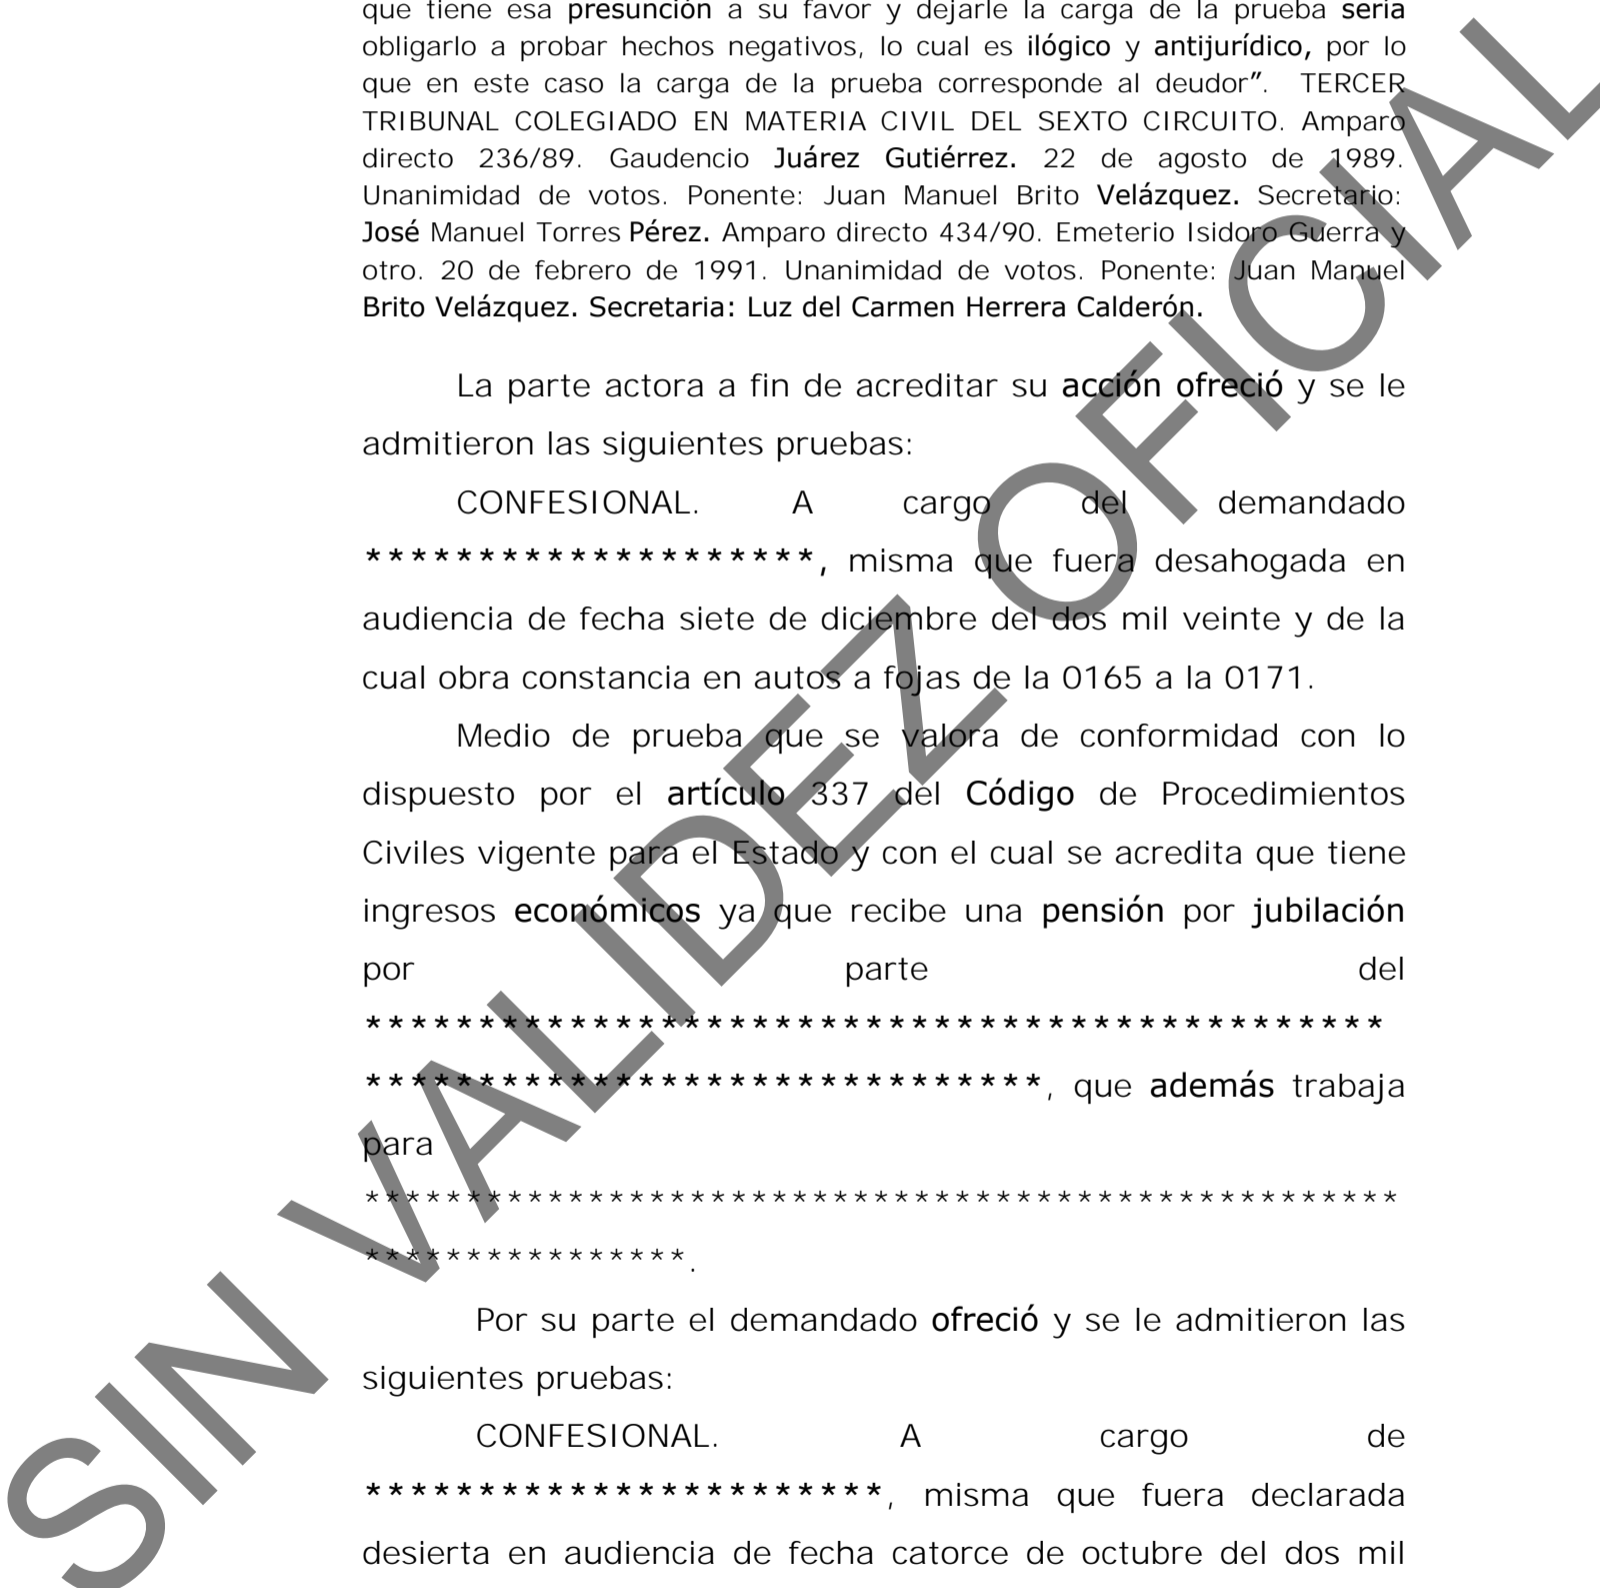 que tiene esa presunción a su favor y dejarle la carga de la prueba sería
obligarlo a probar hechos negativos, lo cual es ilógico y antijurídico, por lo
que en este caso la carga de la prueba corresponde al deudor”. TERCER
TRIBUNAL COLEGIADO EN MATERIA CIVIL DEL SEXTO CIRCUITO. Amparo
directo 236/89. Gaudencio Juárez Gutiérrez. 22 de agosto de 1989.
Unanimidad de votos. Ponente: Juan Manuel Brito Velázquez. Secretario:
José Manuel Torres Pérez. Amparo directo 434/90. Emeterio Isidoro Guerra y
otro. 20 de febrero de 1991. Unanimidad de votos. Ponente: Juan Manuel
Brito Velázquez. Secretaria: Luz del Carmen Herrera Calderón.
La parte actora a fin de acreditar su acción ofreció y se le
admitieron las siguientes pruebas:
CONFESIONAL. A cargo del demandado
********************, misma que fuera desahogada en
audiencia de fecha siete de diciembre del dos mil veinte y de la
cual obra constancia en autos a fojas de la 0165 a la 0171.
Medio de prueba que se valora de conformidad con lo
dispuesto por el artículo 337 del Código de Procedimientos
Civiles vigente para el Estado y con el cual se acredita que tiene
ingresos económicos ya que recibe una pensión por jubilación
por parte del
*********************************************
******************************, que además trabaja
para
***************************************************
****************.
Por su parte el demandado ofreció y se le admitieron las
siguientes pruebas:
CONFESIONAL. A cargo de
***********************, misma que fuera declarada
desierta en audiencia de fecha catorce de octubre del dos mil
SIN VALIDEZ OFICIAL